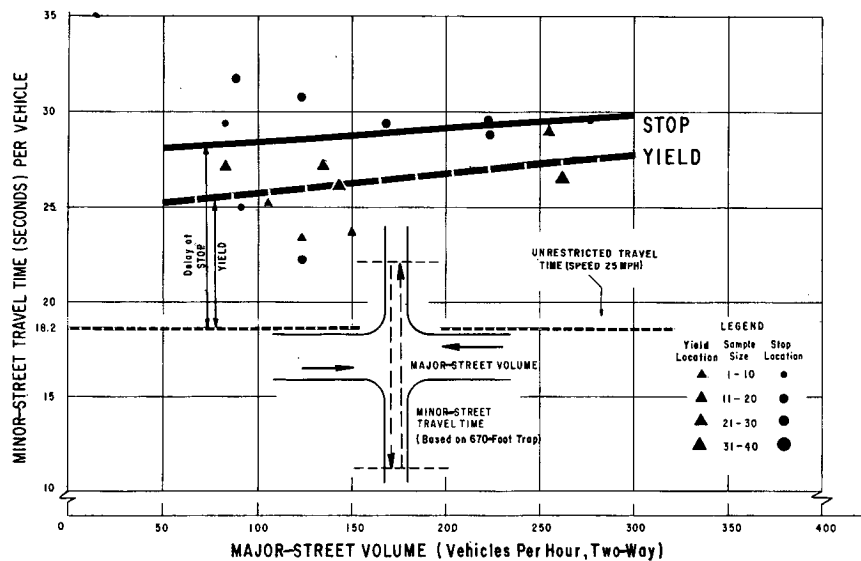 35
30
25
20
18.2
15
10
MINOR-STREET TRAVEL TIME (SECONDS) PER VEHICLE
STOP
YIELD
Delay at
STOP
YIELD
UNRESTRICTED TRAVEL
TIME (SPEED 25 MPH)
MAJOR-STREET VOLUME
MINOR-STREET
TRAVEL TIME
(Based on 670-Foot Trap)
LEGEND
Yield Location Sample Size Stop Location
1-10
11-20
21-30
31-40
0 50 100 150 200 250 300 350 400
MAJOR-STREET VOLUME (Vehicles Per Hour, Two-Way)